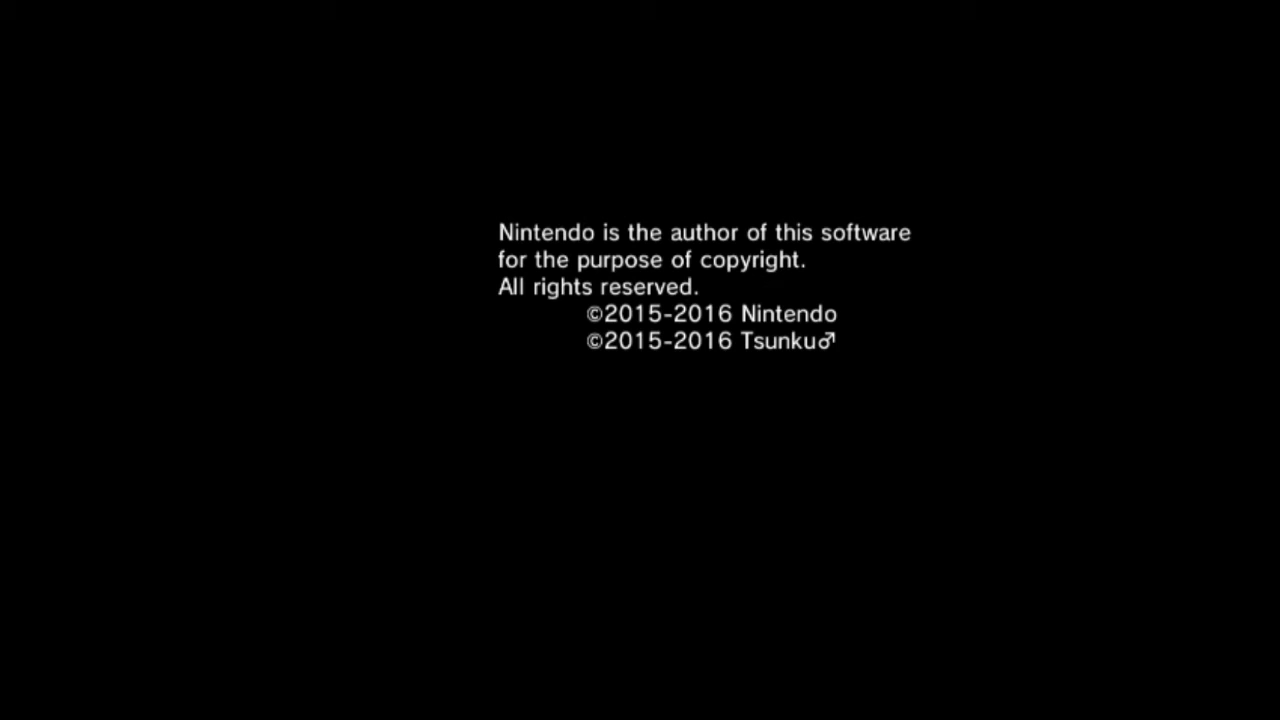 Nintendo is the author of this software
for the purpose of copyright.
All rights reserved.
©2015-2016 Nintendo
©2015-2016 Tsunku♂